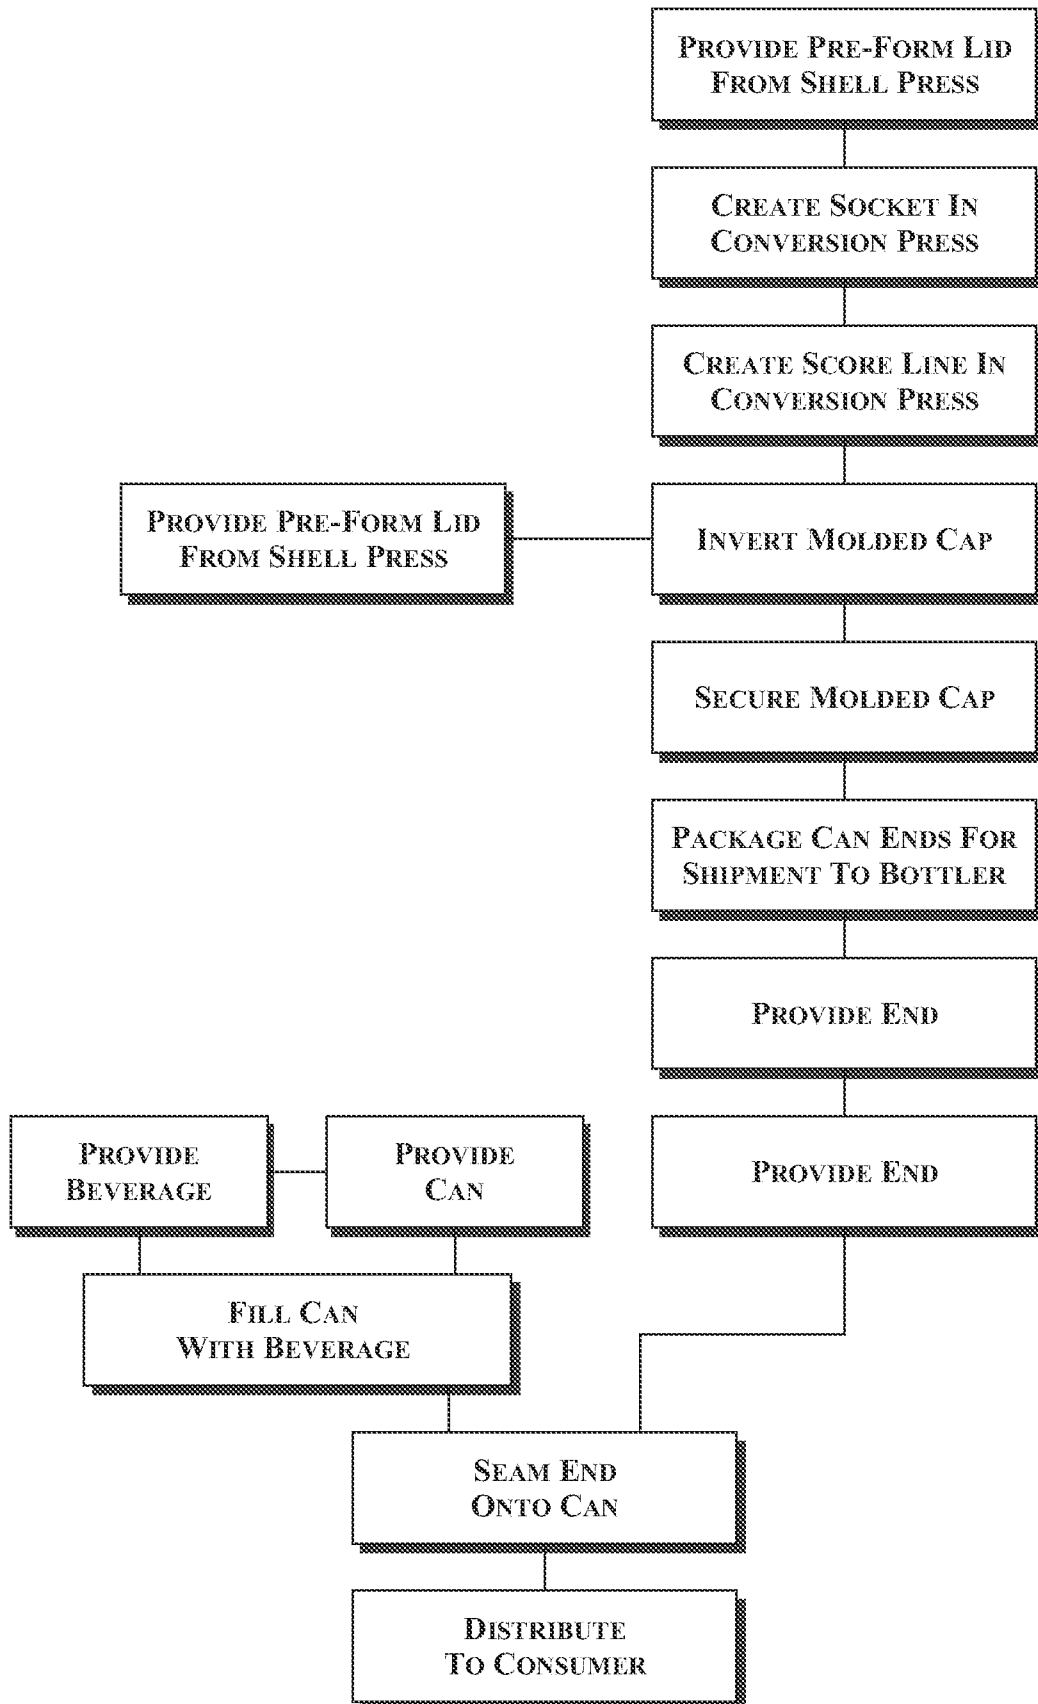 PROVIDE PRE-FORM LID
FROM SHELL PRESS
CREATE SOCKET IN
CONVERSION PRESS
CREATE SCORE LINE IN
CONVERSION PRESS
PROVIDE PRE-FORM LID
FROM SHELL PRESS
INVERT MOLDED CAP
SECURE MOLDED CAP
PACKAGE CAN ENDS FOR
SHIPMENT TO BOTTLER
PROVIDE END
PROVIDE
BEVERAGE
PROVIDE
CAN
PROVIDE END
FILL CAN
WITH BEVERAGE
SEAM END
ONTO CAN
DISTRIBUTE
TO CONSUMER